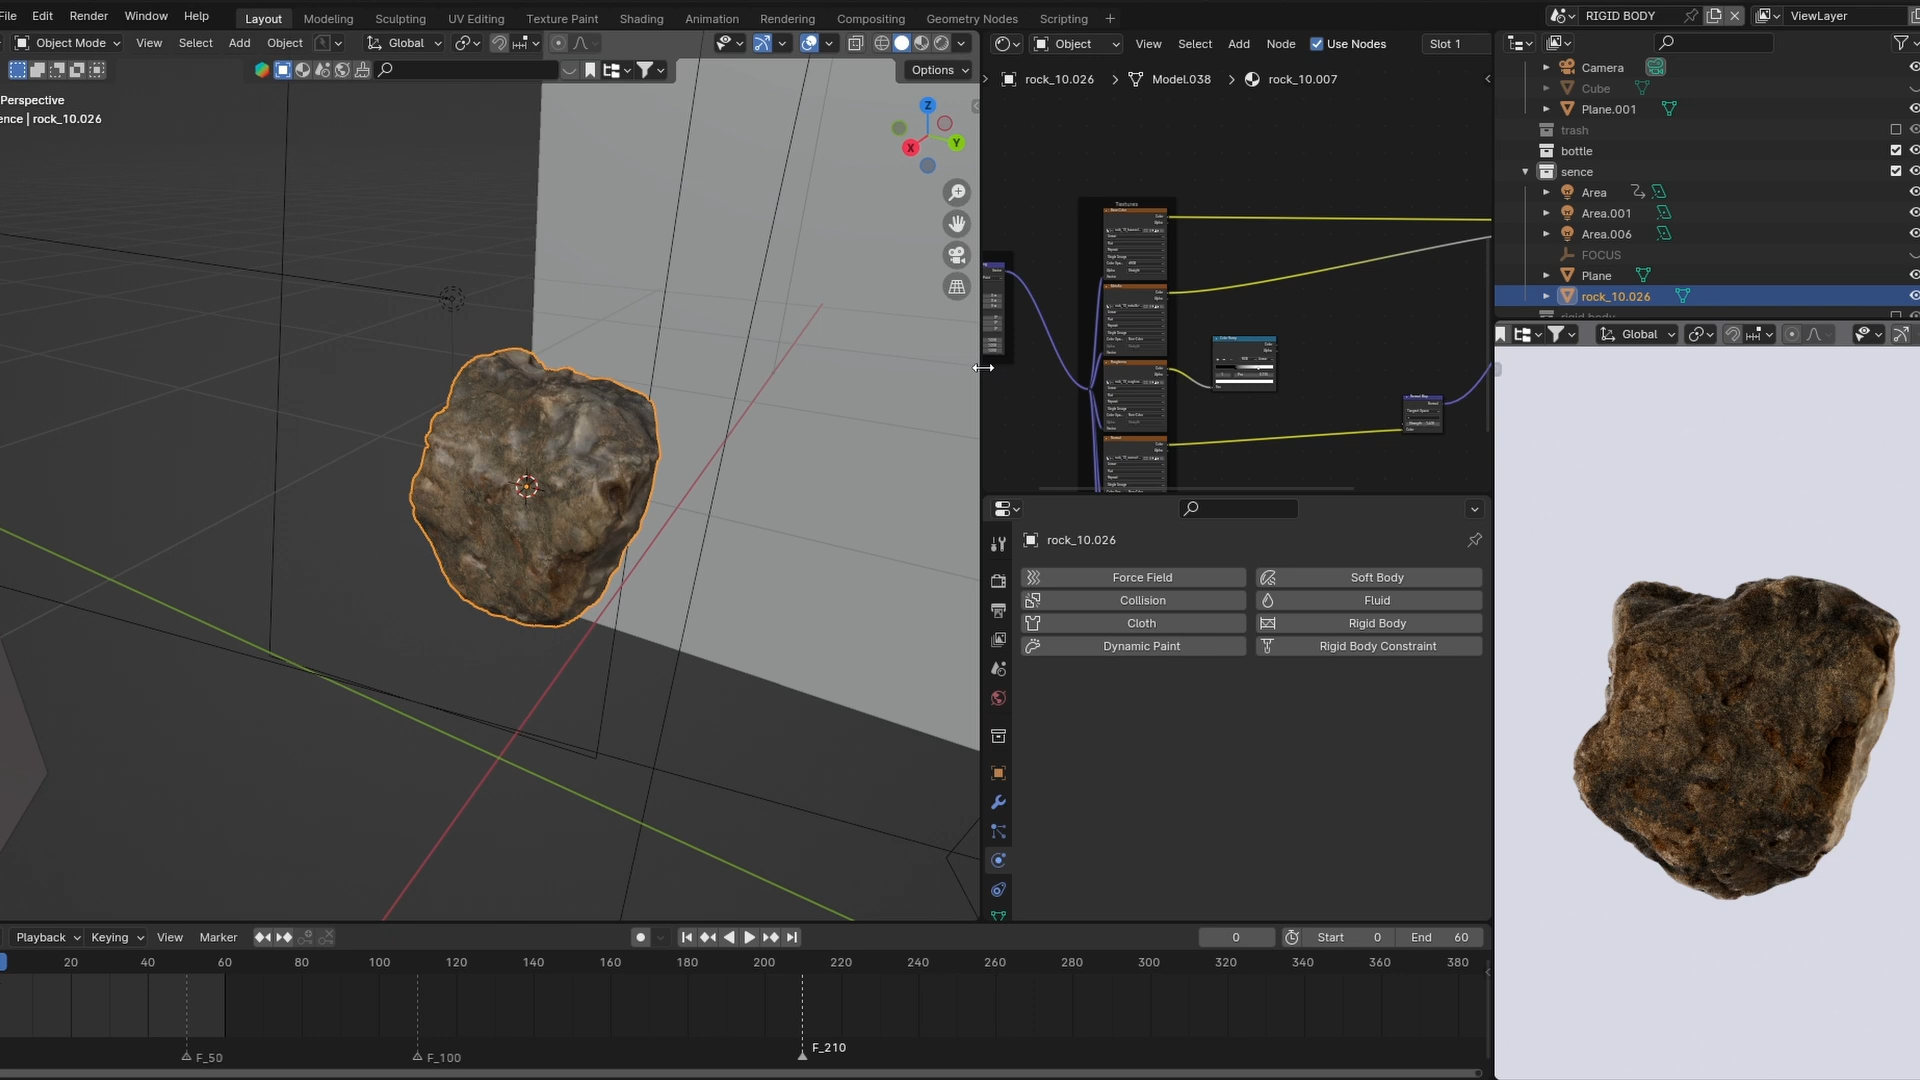 File Edit Render Window Help
Layout Modeling Sculpting UV Editing Texture Paint Shading Animation Rendering Compositing Geometry Nodes Scripting +
RIGID BODY
ViewLayer
Object Mode View Select Add Object Global
Options
Perspective
ence | rock_10.026
Z
Y
X
Object View Select Add Node Use Nodes Slot 1
rock_10.026 > Model.038 > rock_10.007
Textures
Camera
Cube
Plane.001
trash
bottle
sence
Area
Area.001
Area.006
FOCUS
Plane
rock_10.026
Global
rock_10.026
Force Field
Soft Body
Collision
Fluid
Cloth
Rigid Body
Dynamic Paint
Rigid Body Constraint
Playback Keying View Marker
0
Start 0
End 60
20 40 60 80 100 120 140 160 180 200 220 240 260 280 300 320 340 360 380
F_50
F_100
F_210